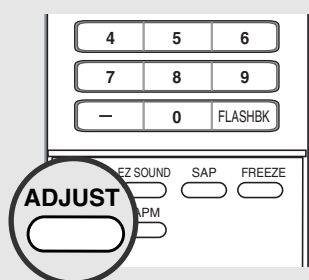 4 5 6
7 8 9
– 0 FLASHBK
EZ SOUND SAP FREEZE
ADJUST
APM